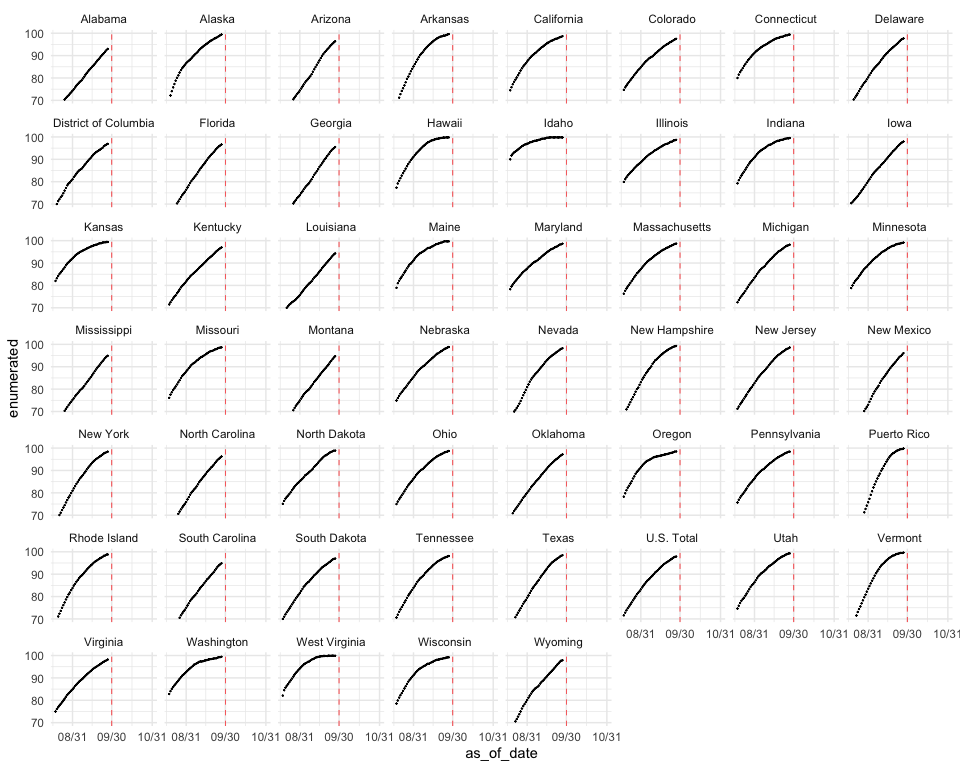 Alabama Alaska Arizona Arkansas California Colorado Connecticut Delaware
100
90
80
70
District of Columbia Florida Georgia Hawaii Idaho Illinois Indiana Iowa
100
90
80
70
Kansas Kentucky Louisiana Maine Maryland Massachusetts Michigan Minnesota
100
90
80
70
Mississippi Missouri Montana Nebraska Nevada New Hampshire New Jersey New Mexico
100
90
80
70
enumerated
New York North Carolina North Dakota Ohio Oklahoma Oregon Pennsylvania Puerto Rico
100
90
80
70
Rhode Island South Carolina South Dakota Tennessee Texas U.S. Total Utah Vermont
100
90
80
70
08/31 09/30 10/31 08/31 09/30 10/31 08/31 09/30 10/31
Virginia Washington West Virginia Wisconsin Wyoming
100
90
80
70
08/31 09/30 10/31 08/31 09/30 10/31 08/31 09/30 10/31 08/31 09/30 10/31 08/31 09/30 10/31
as_of_date